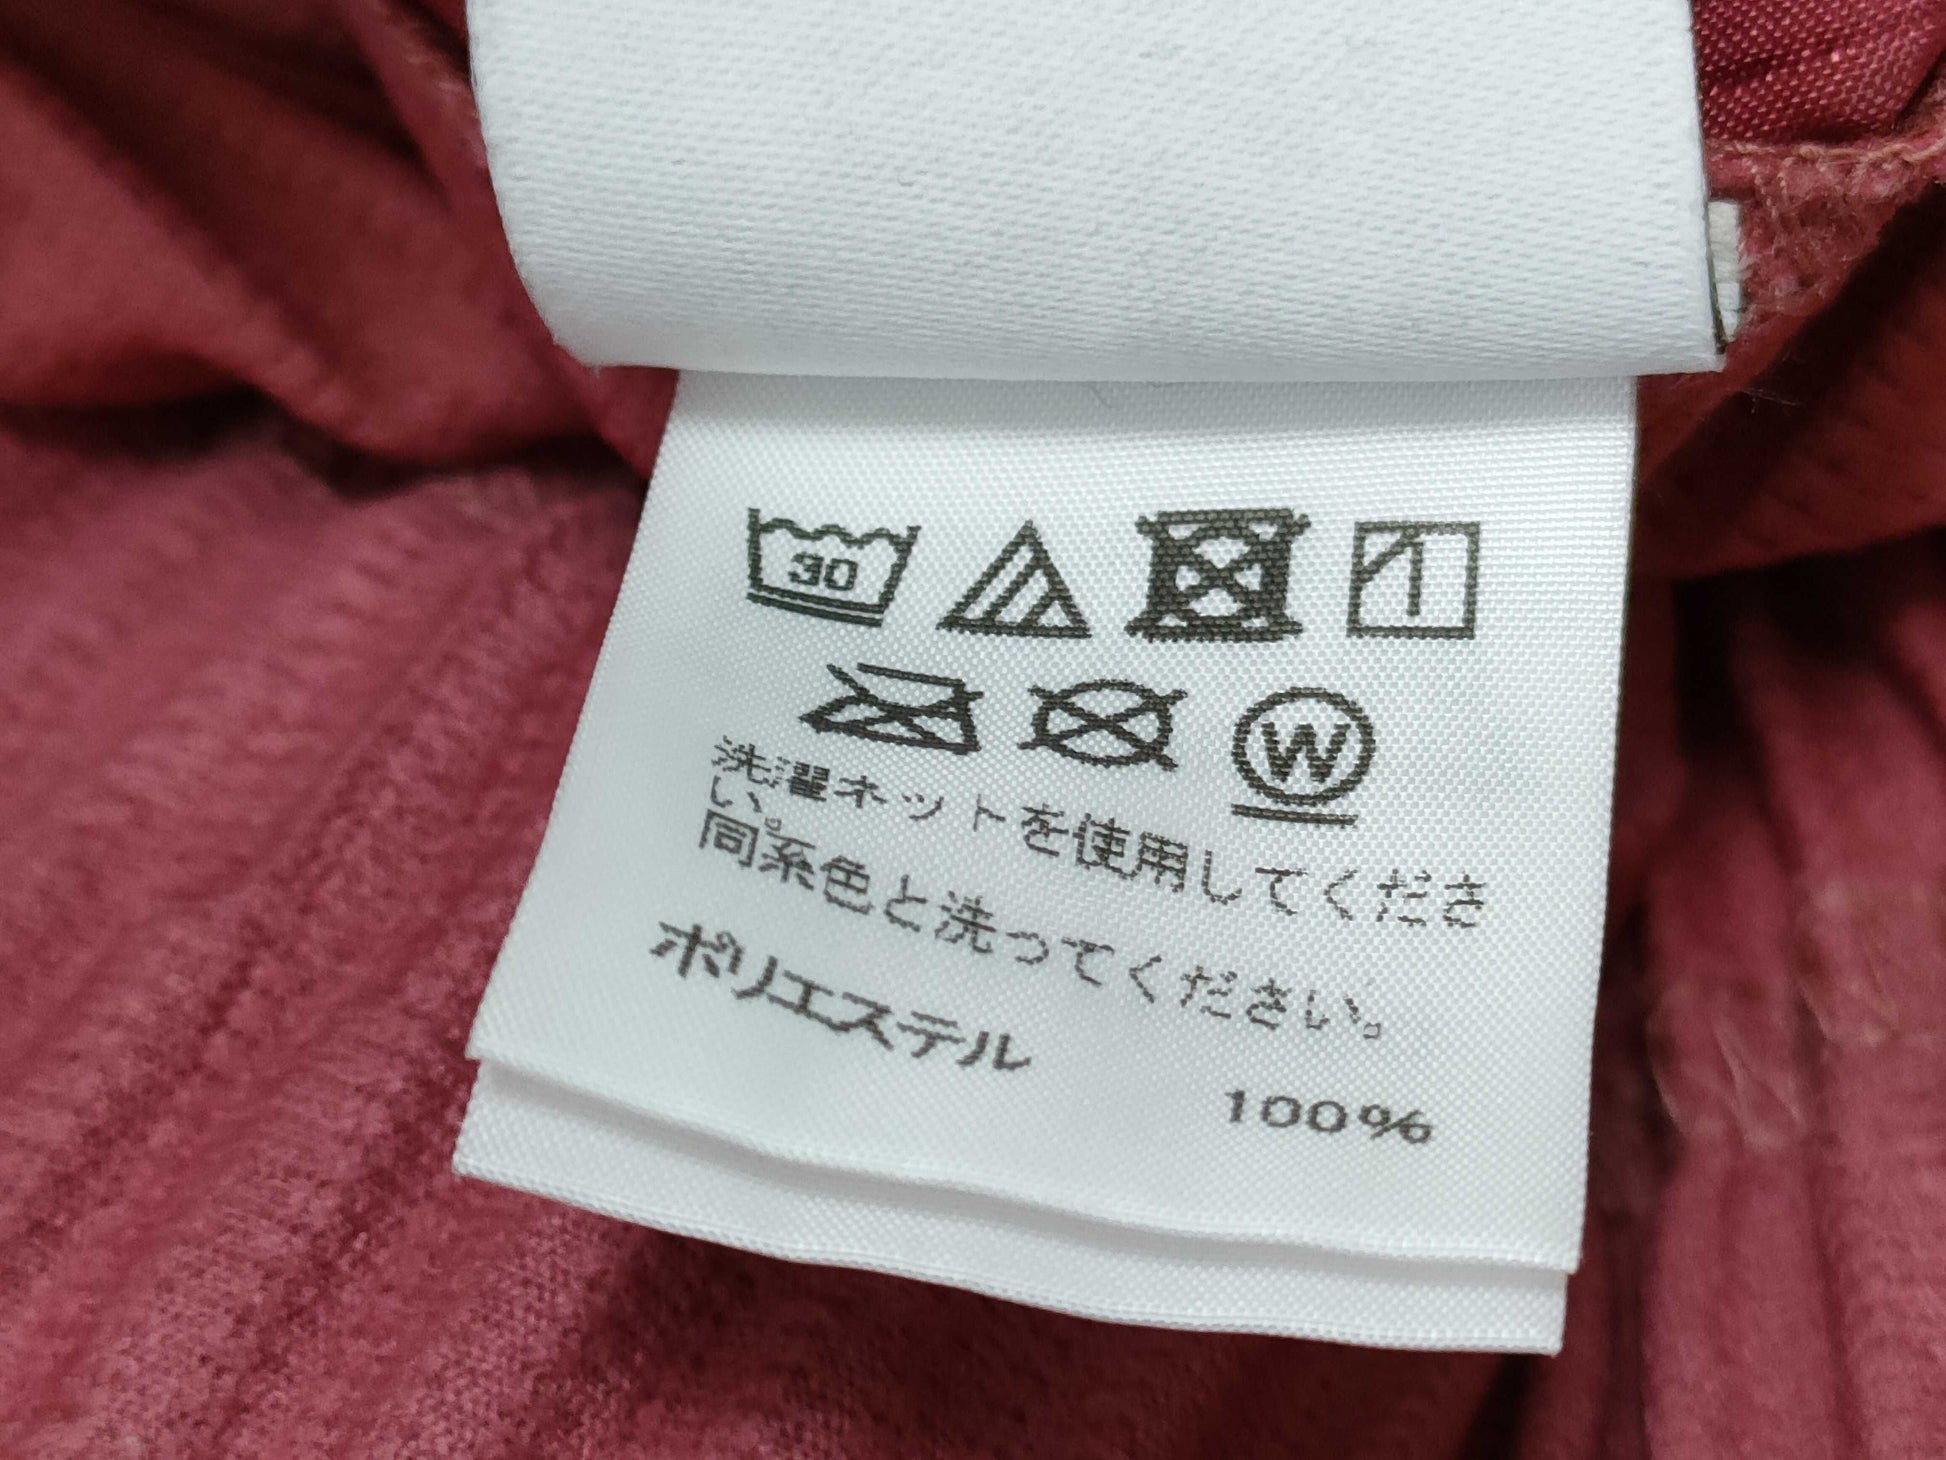 30
W
洗濯ネットを使用してくださ
い。
同系色と洗ってください。
ポリエステル
100%